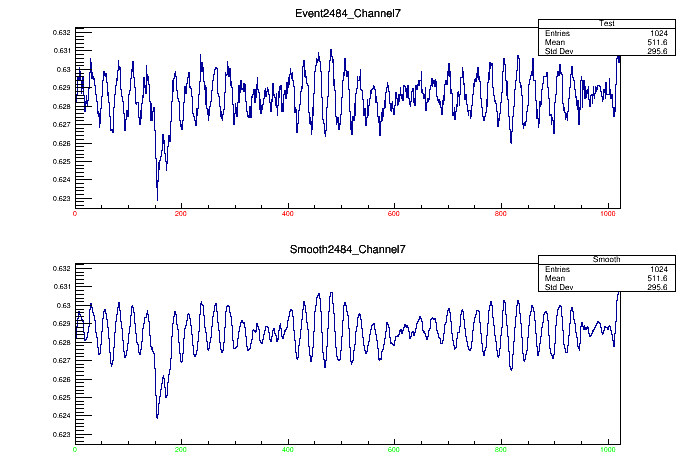 Event2484_Channel7
Test
Entries 1024
Mean 511.6
Std Dev 295.6
0.632
0.631
0.63
0.629
0.628
0.627
0.626
0.625
0.624
0.623
0 200 400 600 800 1000
Smooth2484_Channel7
Smooth
Entries 1024
Mean 511.6
Std Dev 295.6
0.632
0.631
0.63
0.629
0.628
0.627
0.626
0.625
0.624
0.623
0 200 400 600 800 1000